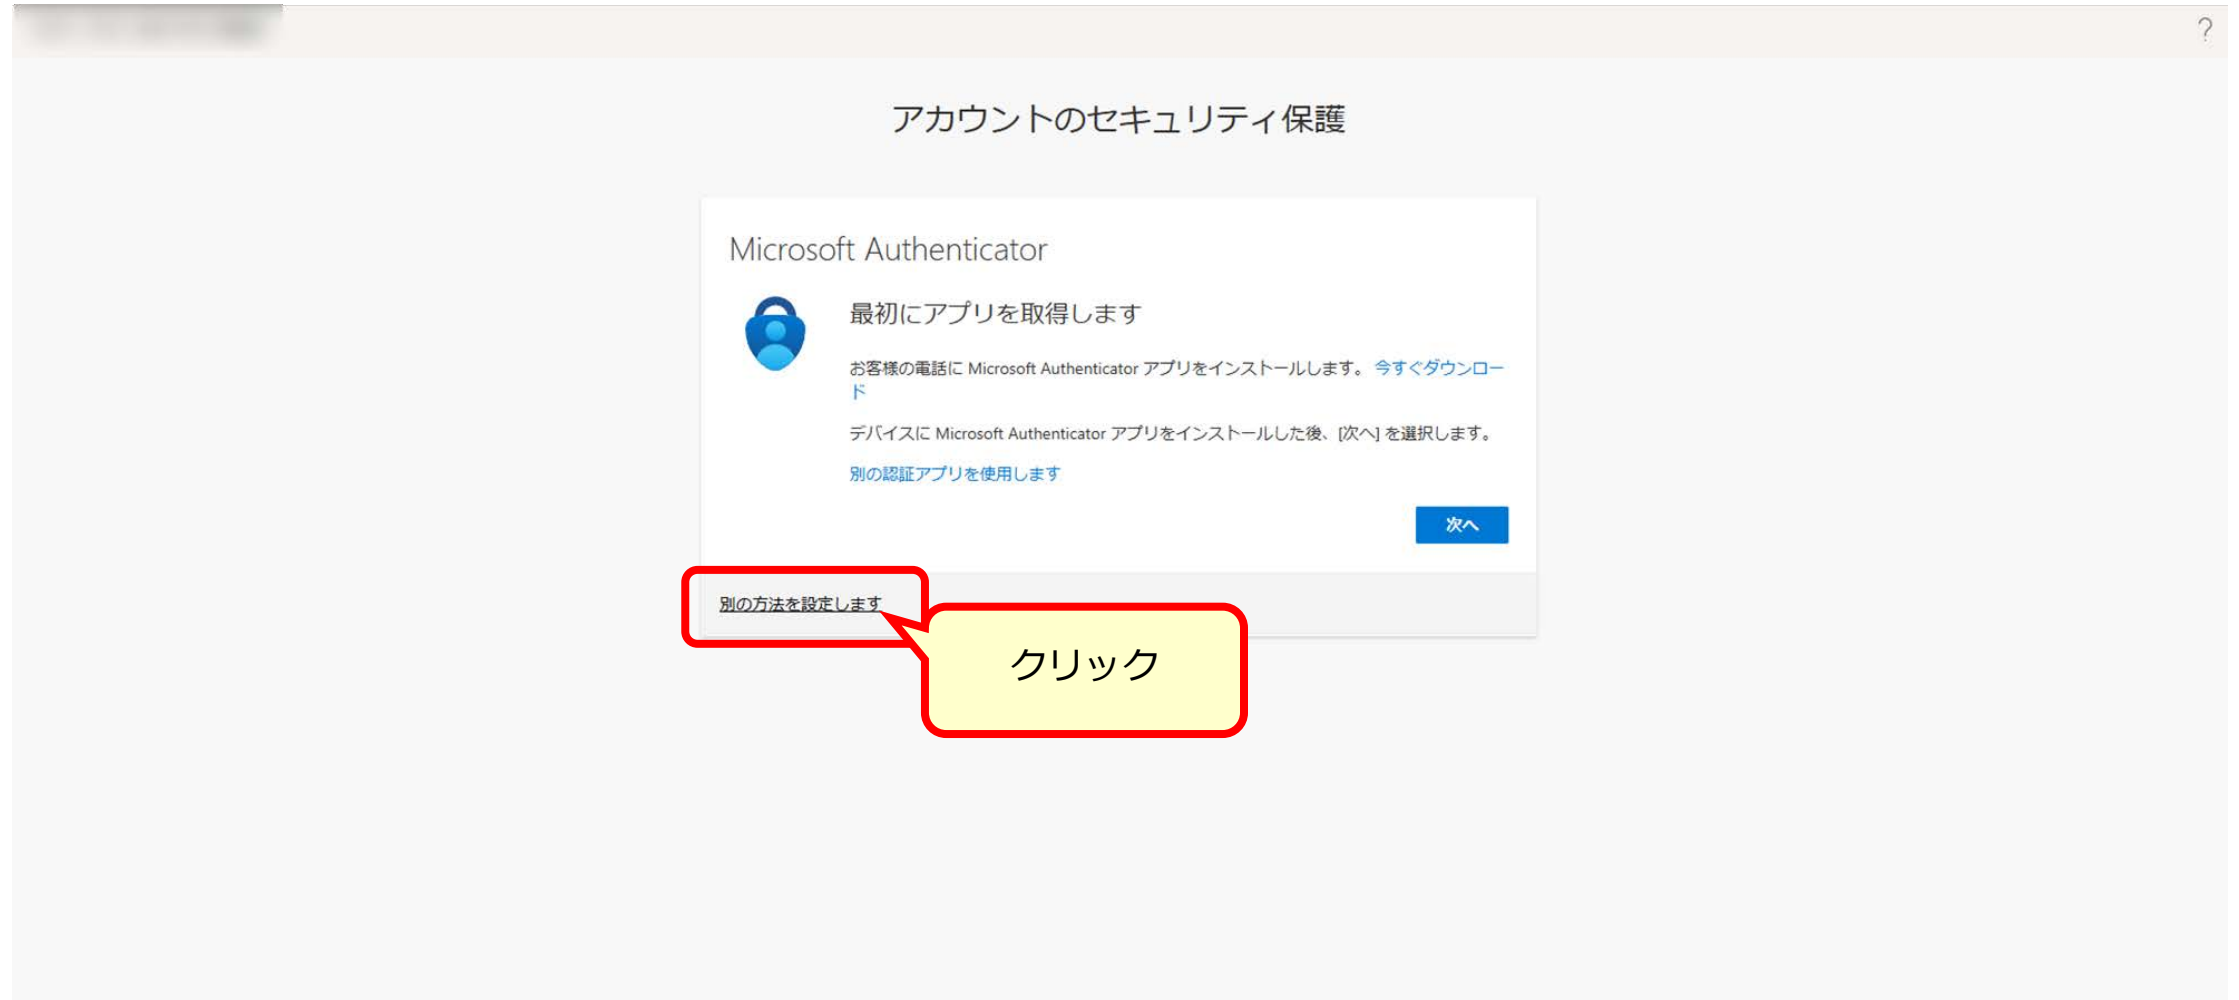 ?
アカウントのセキュリティ保護
Microsoft Authenticator
最初にアプリを取得します
お客様の電話に Microsoft Authenticator アプリをインストールします。 今すぐダウンロー
ド
デバイスに Microsoft Authenticator アプリをインストールした後、[次へ] を選択します。
別の認証アプリを使用します
次へ
別の方法を設定します
クリック